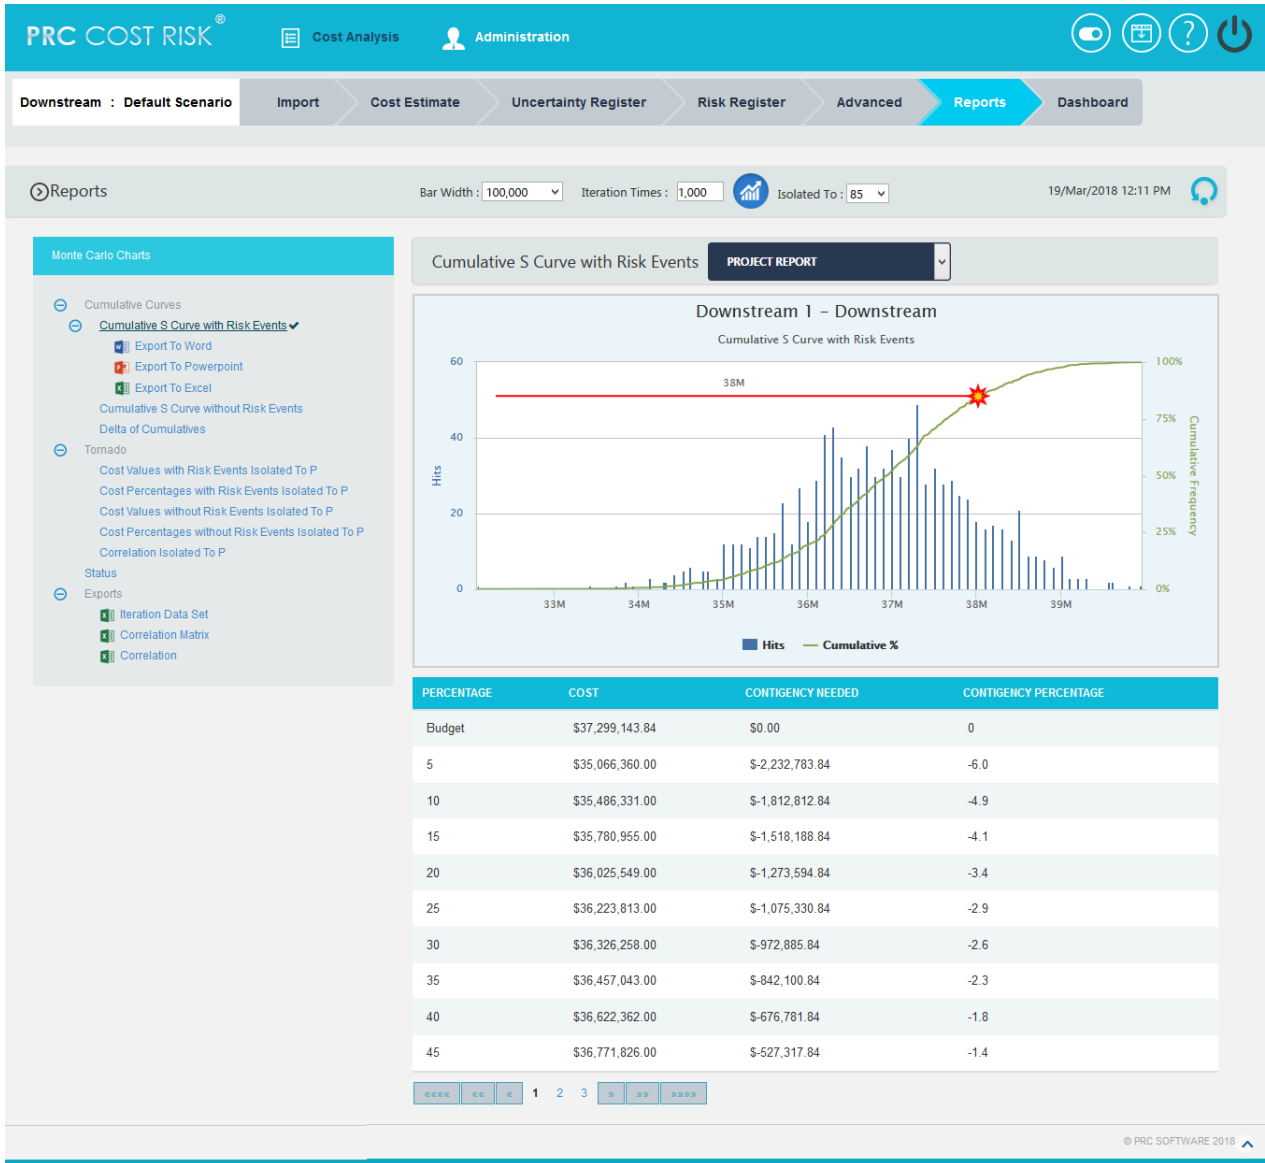 PRC COST RISK®
Cost Analysis
Administration
?
Downstream : Default Scenario
Import
Cost Estimate
Uncertainty Register
Risk Register
Advanced
Reports
Dashboard
Reports
Bar Width : 100,000
Iteration Times : 1,000
Isolated To : 85
19/Mar/2018 12:11 PM
Monte Carlo Charts
Cumulative Curves
Cumulative S Curve with Risk Events
Export To Word
Export To Powerpoint
Export To Excel
Cumulative S Curve without Risk Events
Delta of Cumulatives
Tornado
Cost Values with Risk Events Isolated To P
Cost Percentages with Risk Events Isolated To P
Cost Values without Risk Events Isolated To P
Cost Percentages without Risk Events Isolated To P
Correlation Isolated To P
Status
Exports
Iteration Data Set
Correlation Matrix
Correlation
Cumulative S Curve with Risk Events
PROJECT REPORT
Downstream 1 – Downstream
Cumulative S Curve with Risk Events
60
40
20
0
Hits
38M
100%
75%
50%
25%
0%
Cumulative Frequency
33M 34M 35M 36M 37M 38M 39M
Hits Cumulative %
PERCENTAGE COST CONTIGENCY NEEDED CONTIGENCY PERCENTAGE
Budget $37,299,143.84 $0.00 0
5 $35,066,360.00 $-2,232,783.84 -6.0
10 $35,486,331.00 $-1,812,812.84 -4.9
15 $35,780,955.00 $-1,518,188.84 -4.1
20 $36,025,549.00 $-1,273,594.84 -3.4
25 $36,223,813.00 $-1,075,330.84 -2.9
30 $36,326,258.00 $-972,885.84 -2.6
35 $36,457,043.00 $-842,100.84 -2.3
40 $36,622,362.00 $-676,781.84 -1.8
45 $36,771,826.00 $-527,317.84 -1.4
«««« «« « 1 2 3 » »» »»»»
© PRC SOFTWARE 2018